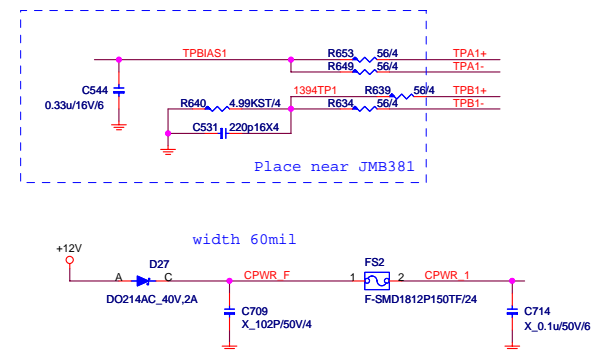 TPBIAS1
R653
56/4
TPA1+
R649
56/4
TPA1-
C544
0.33u/16V/6
1394TP1
R639
56/4
TPB1+
R640
4.99KST/4
R634
56/4
TPB1-
C531
220p16X4
Place near JMB381
width 60mil
+12V
D27
FS2
A
C
CPWR_F
1
2
CPWR_1
DO214AC_40V,2A
F-SMD1812P150TF/24
C709
X_102P/50V/4
C714
X_0.1u/50V/6